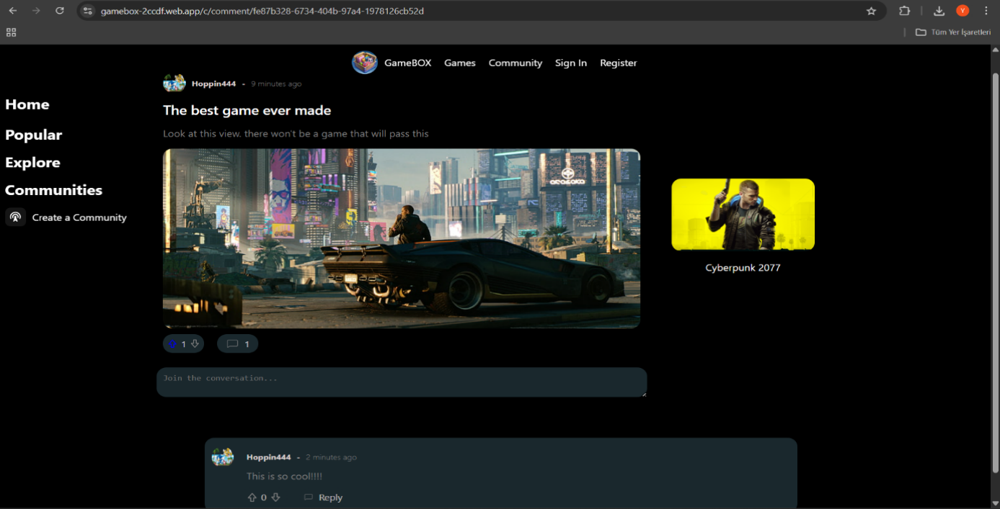 gamebox-2ccdf.web.app/c/comment/fe87b328-6734-404b-97a4-1978126cb52d
Y
Tüm Yer İşaretleri
GameBOX Games Community Sign In Register
Hoppin444 - 9 minutes ago
Home
The best game ever made
Popular
Look at this view. there won't be a game that will pass this
Explore
Communities
Create a Community
arasaka
Cyberpunk 2077
1 1
Join the conversation...
Hoppin444 - 2 minutes ago
This is so cool!!!!
0 Reply